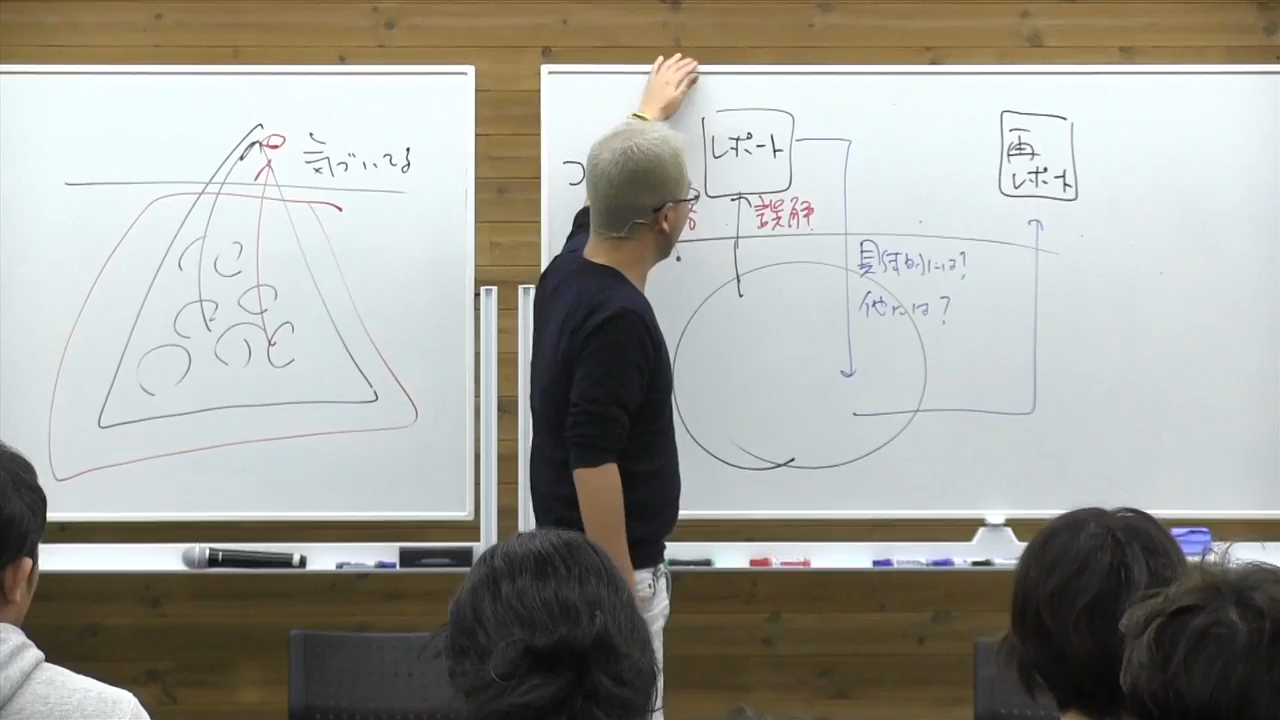 気づいてる
レポート
誤解
具体的には?
他には?
再
レポート